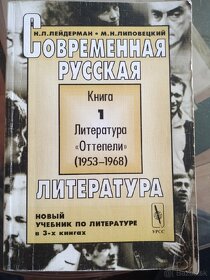 Н.Л.ЛЕЙДЕРМАН • М.Н.ЛИПОВЕЦКИЙ
СОВРЕМЕННАЯ
РУССКАЯ
Книга
1
Литература
«Оттепели»
(1953–1968)
ЛИТЕРАТУРА
НОВЫЙ
УЧЕБНИК ПО ЛИТЕРАТУРЕ
в 3-х книгах
УРСС